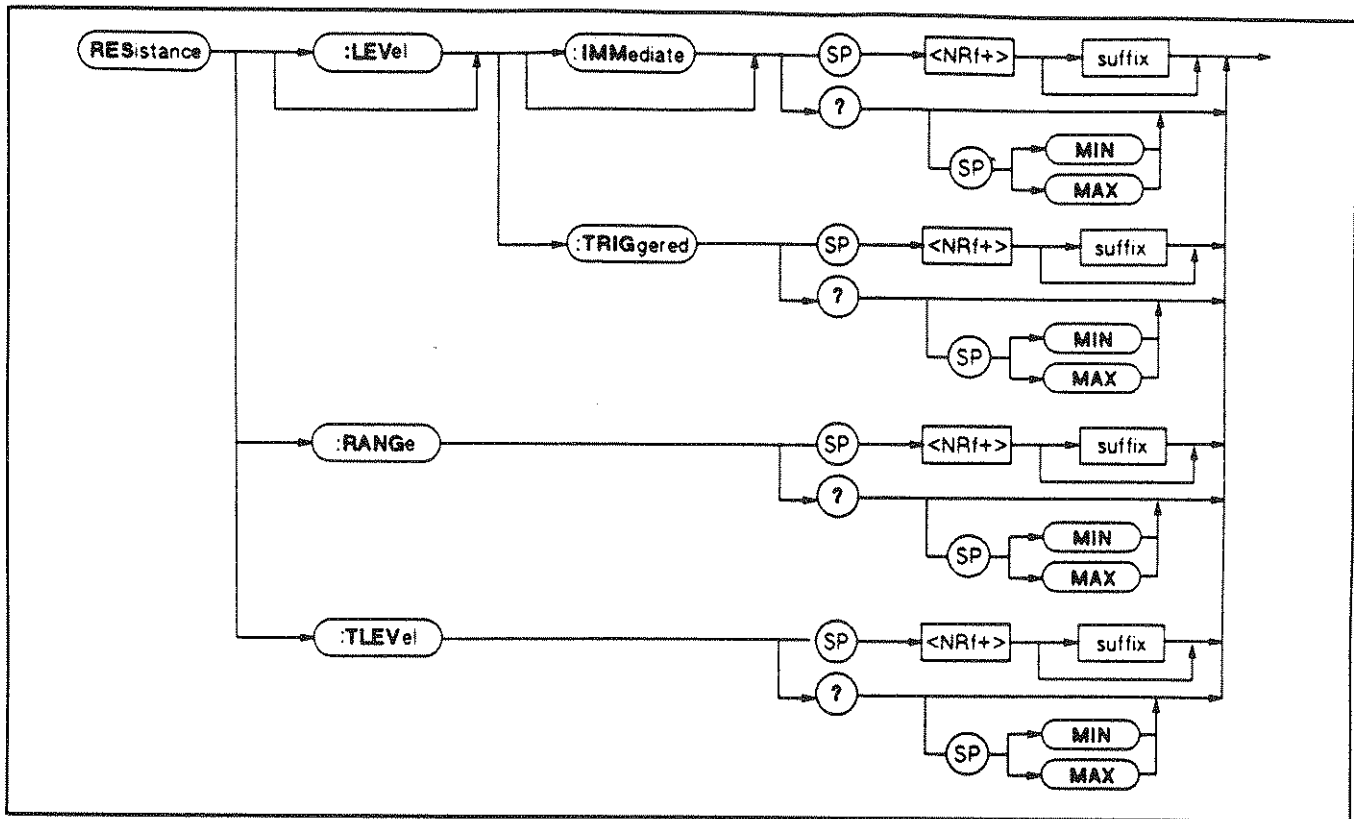 RESistance :LEVel :IMMediate SP <NRf+> suffix
?
SP MIN
MAX
:TRIGgered SP <NRf+> suffix
?
SP MIN
MAX
:RANGe SP <NRf+> suffix
?
SP MIN
MAX
:TLEVel SP <NRf+> suffix
?
SP MIN
MAX